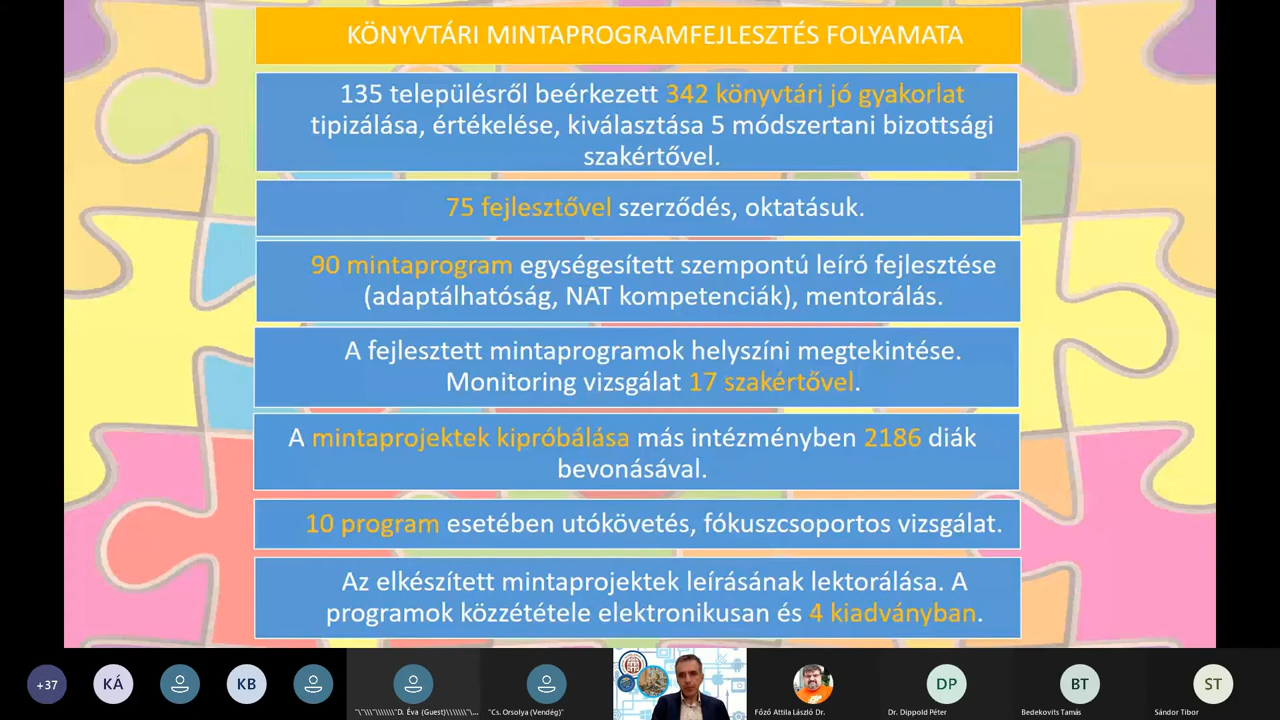 KÖNYVTÁRI MINTAPROGRAMFEJLESZTÉS FOLYAMATA
135 településről beérkezett 342 könyvtári jó gyakorlat
tipizálása, értékelése, kiválasztása 5 módszertani bizottsági
szakértővel.
75 fejlesztővel szerződés, oktatásuk.
90 mintaprogram egységesített szempontú leíró fejlesztése
(adaptálhatóság, NAT kompetenciák), mentorálás.
A fejlesztett mintaprogramok helyszíni megtekintése.
Monitoring vizsgálat 17 szakértővel.
A mintaprojektek kipróbálása más intézményben 2186 diák
bevonásával.
10 program esetében utókövetés, fókuszcsoportos vizsgálat.
Az elkészített mintaprojektek leírásának lektorálása. A
programok közzététele elektronikusan és 4 kiadványban.
+37
KÁ
KB
DP
BT
ST
"\"\\"\\\\\\\"D. Éva (Guest)\\\\\\\"\...
"Cs. Orsolya (Vendég)"
Főző Attila László Dr.
Dr. Dippold Péter
Bedekovits Tamás
Sándor Tibor